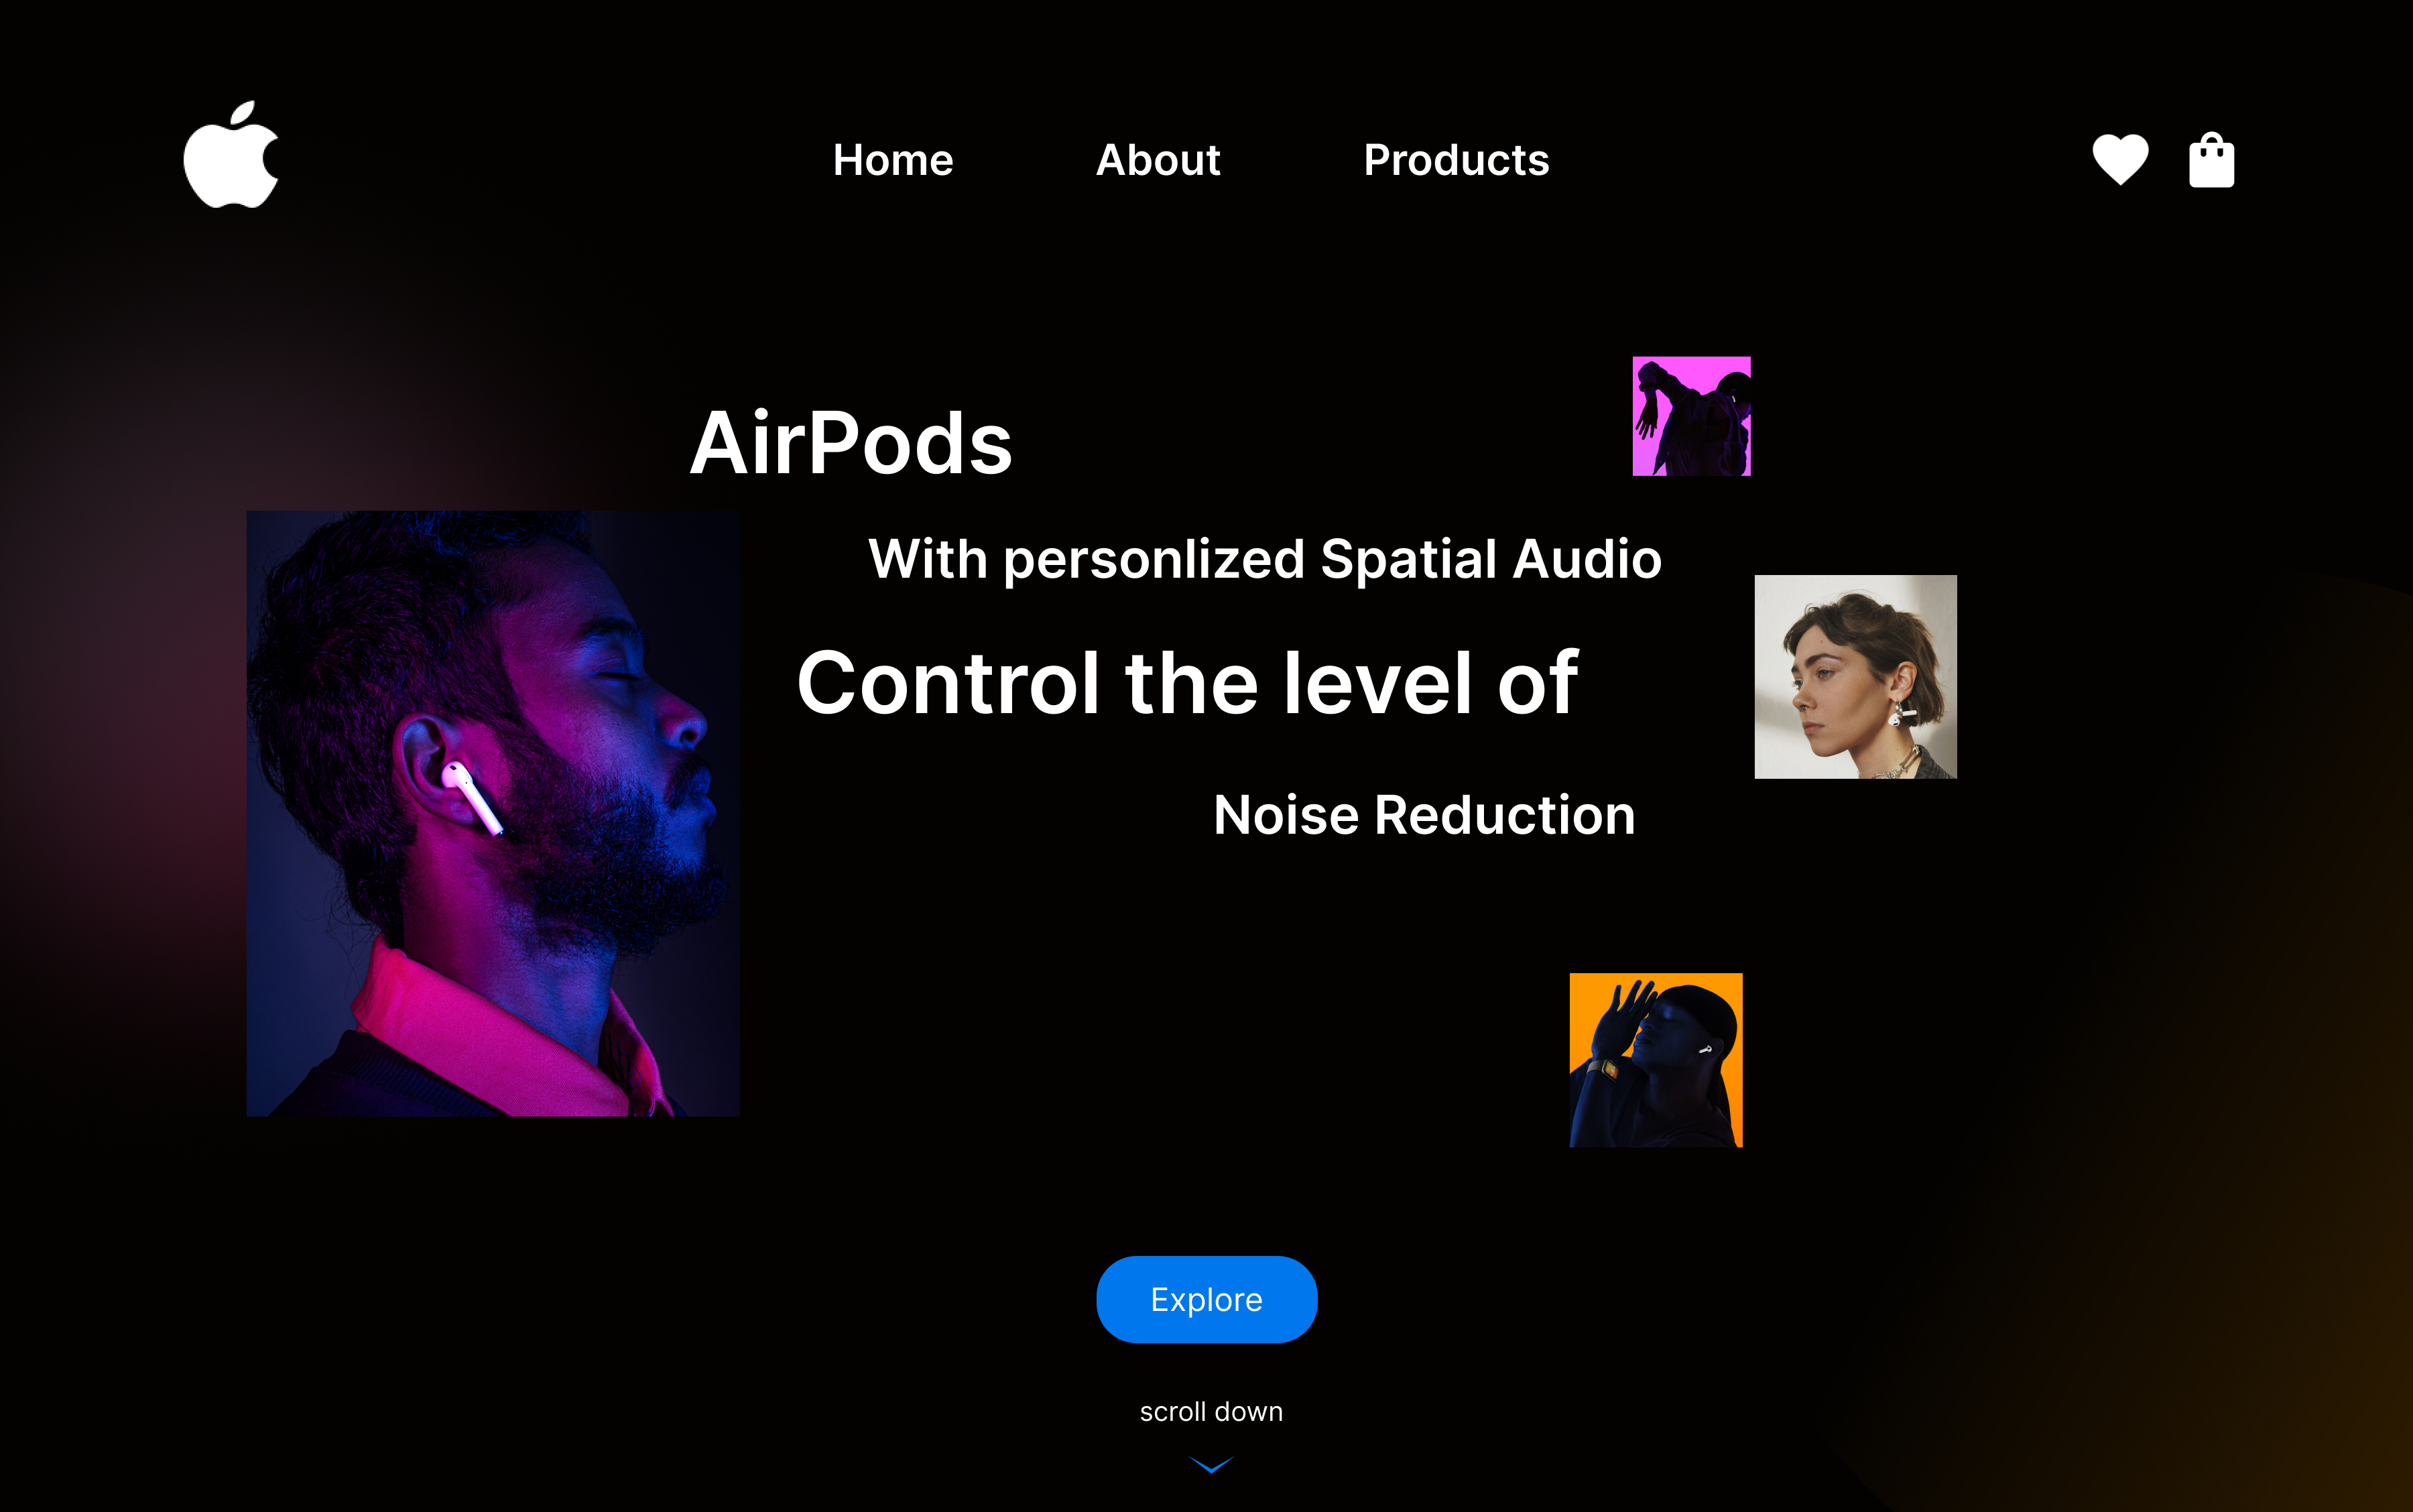 Home About Products
AirPods
With personlized Spatial Audio
Control the level of
Noise Reduction
Explore
scroll down